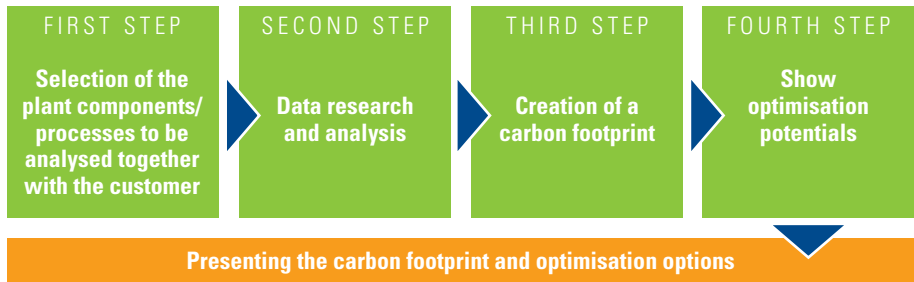 FIRST STEP
Selection of the
plant components/
processes to be
analysed together
with the customer
SECOND STEP
Data research
and analysis
THIRD STEP
Creation of a
carbon footprint
FOURTH STEP
Show
optimisation
potentials
Presenting the carbon footprint and optimisation options